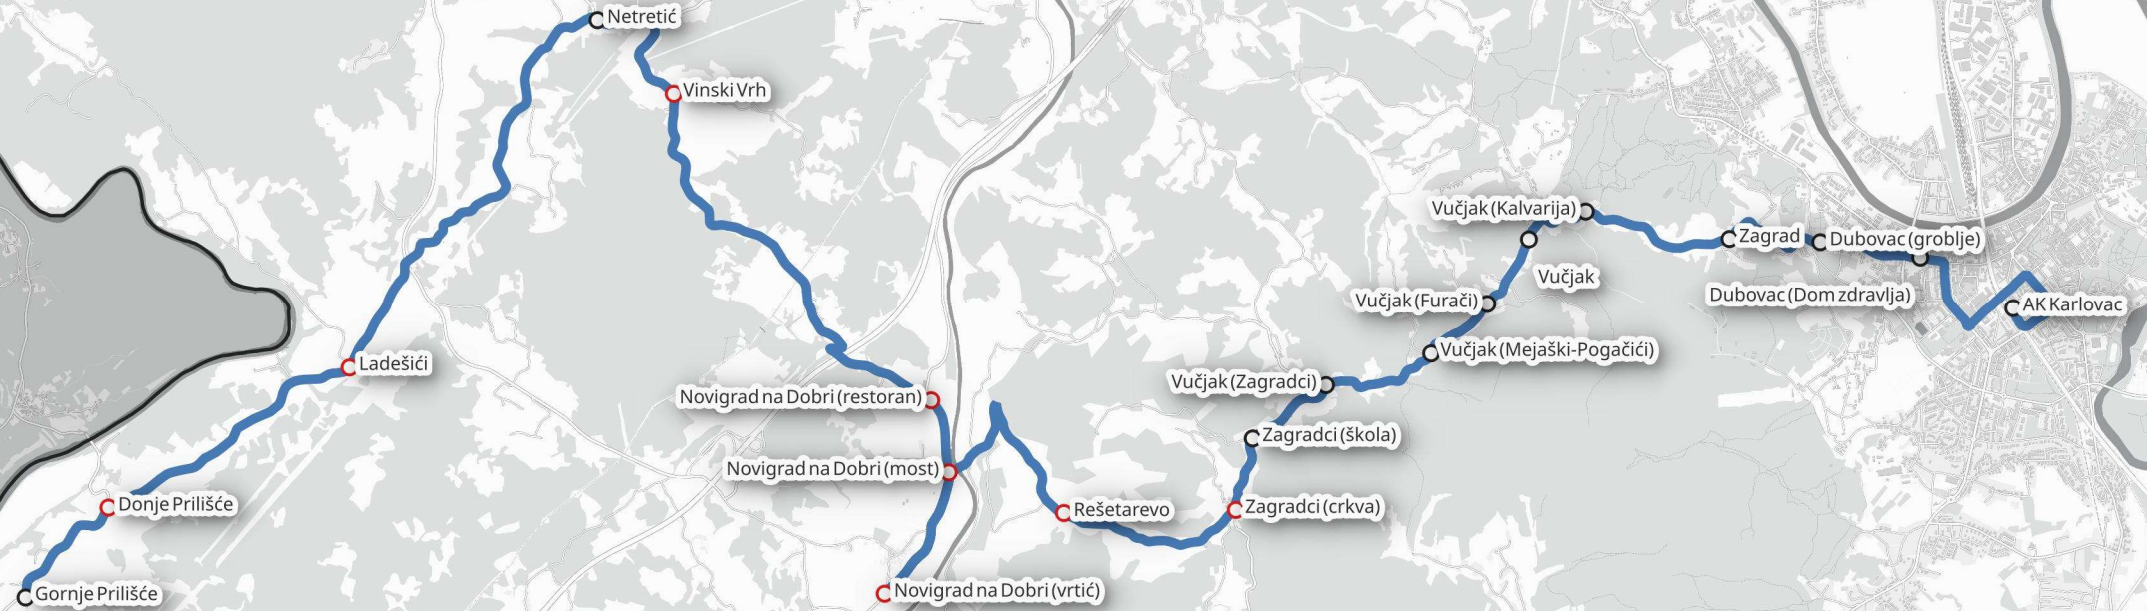 Netretić
Vinski Vrh
Vučjak (Kalvarija)
Zagrad
Dubovac (groblje)
Vučjak
Dubovac (Dom zdravlja)
Vučjak (Furači)
AK Karlovac
Vučjak (Mejaški-Pogačići)
Ladešići
Vučjak (Zagradci)
Novigrad na Dobri (restoran)
Zagradci (škola)
Novigrad na Dobri (most)
Donje Prilišće
Rešetarevo
Zagradci (crkva)
Gornje Prilišće
Novigrad na Dobri (vrtić)